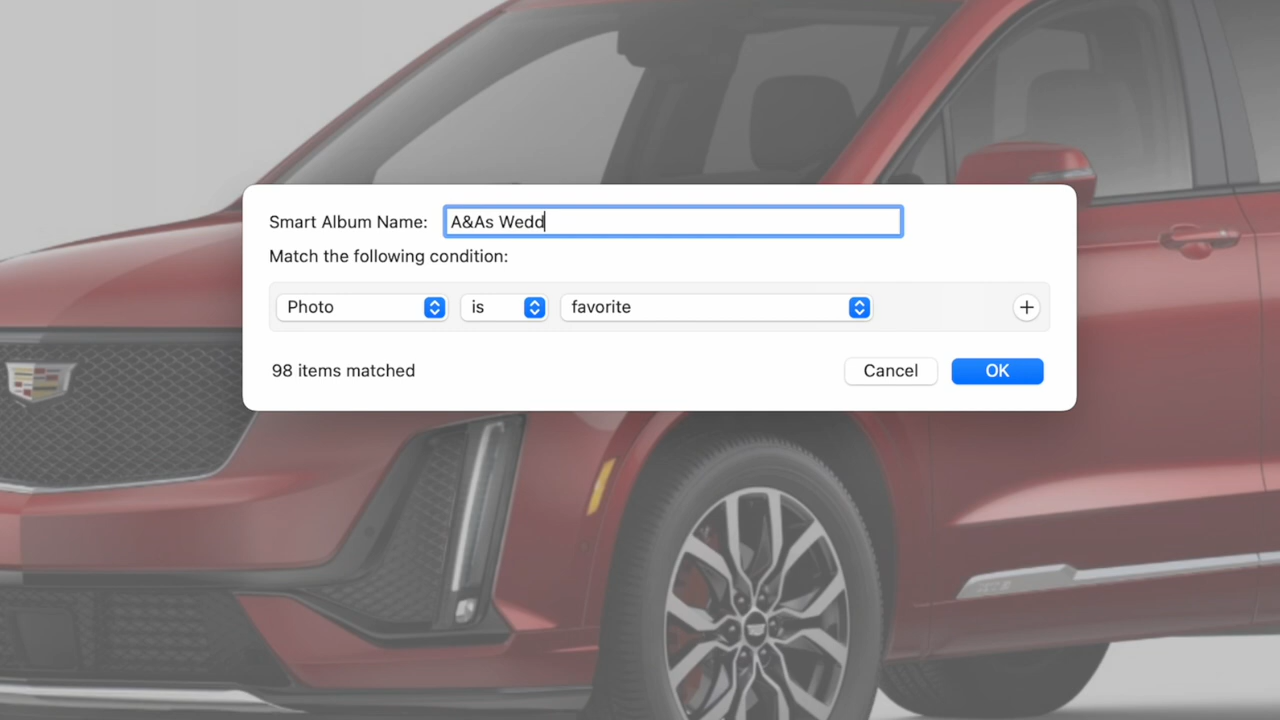 Smart Album Name: A&As Wedd
Match the following condition:
Photo is favorite +
98 items matched Cancel OK